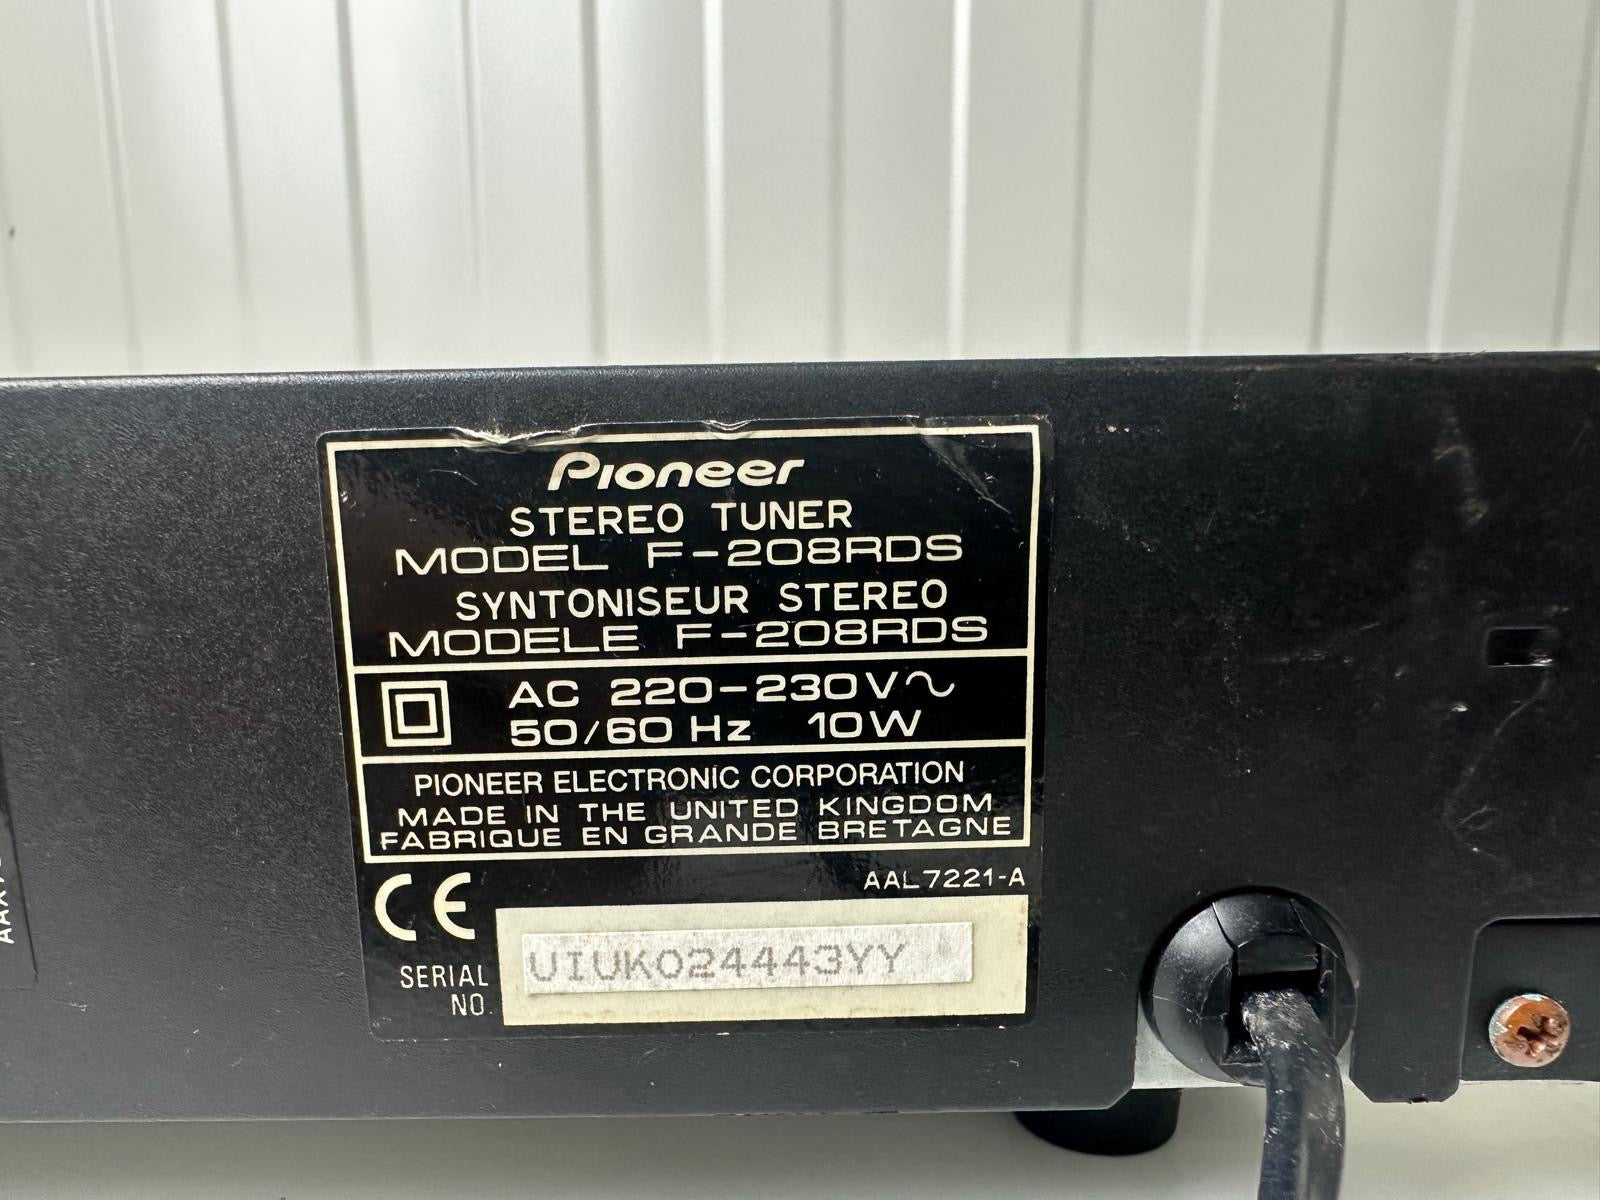 Pioneer
STEREO TUNER
MODEL F-208RDS
SYNTONISEUR STEREO
MODELE F-208RDS
AC 220-230V~
50/60 Hz 10W
PIONEER ELECTRONIC CORPORATION
MADE IN THE UNITED KINGDOM
FABRIQUE EN GRANDE BRETAGNE
CE
AAL7221-A
SERIAL
NO.
UIUK024443YY